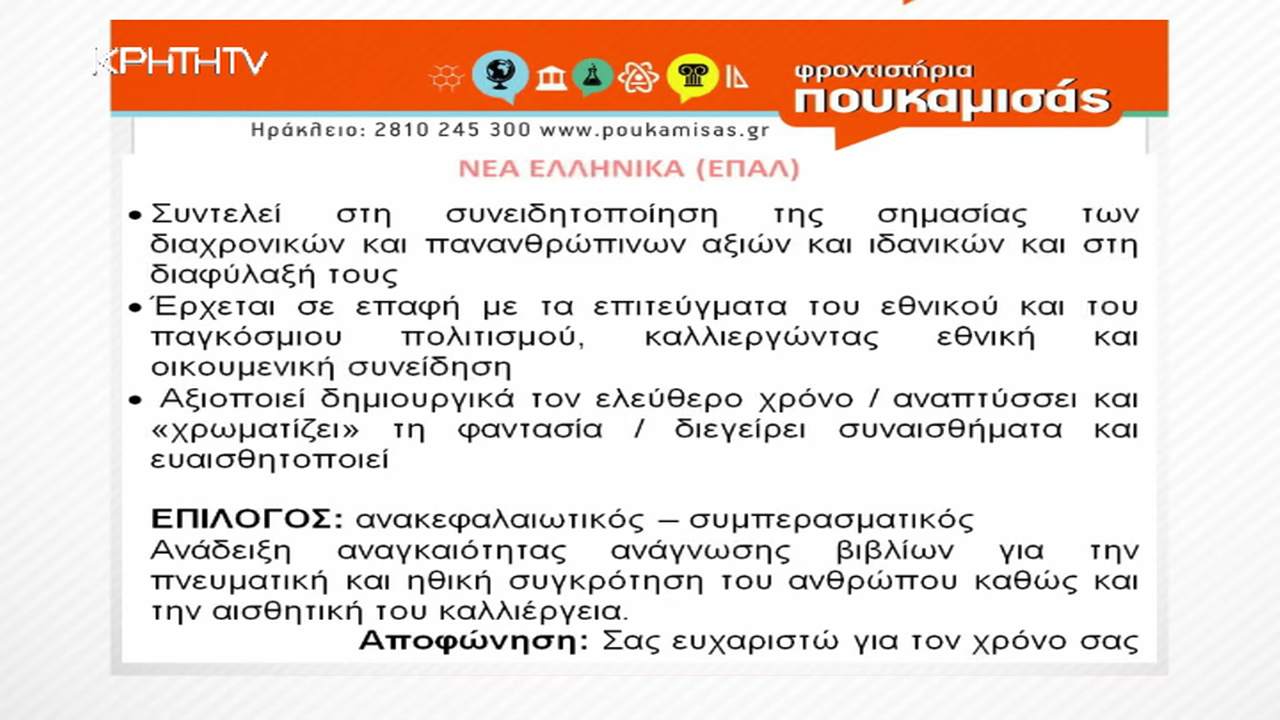 ΚΡΗΤΗTV
φροντιστήρια
πουκαμισάς
Ηράκλειο: 2810 245 300 www.poukamisas.gr
ΝΕΑ ΕΛΛΗΝΙΚΑ (ΕΠΑΛ)
• Συντελεί στη συνειδητοποίηση της σημασίας των
διαχρονικών και πανανθρώπινων αξιών και ιδανικών και στη
διαφύλαξή τους
• Έρχεται σε επαφή με τα επιτεύγματα του εθνικού και του
παγκόσμιου πολιτισμού, καλλιεργώντας εθνική και
οικουμενική συνείδηση
• Αξιοποιεί δημιουργικά τον ελεύθερο χρόνο / αναπτύσσει και
«χρωματίζει» τη φαντασία / διεγείρει συναισθήματα και
ευαισθητοποιεί
ΕΠΙΛΟΓΟΣ: ανακεφαλαιωτικός – συμπερασματικός
Ανάδειξη αναγκαιότητας ανάγνωσης βιβλίων για την
πνευματική και ηθική συγκρότηση του ανθρώπου καθώς και
την αισθητική του καλλιέργεια.
Αποφώνηση: Σας ευχαριστώ για τον χρόνο σας